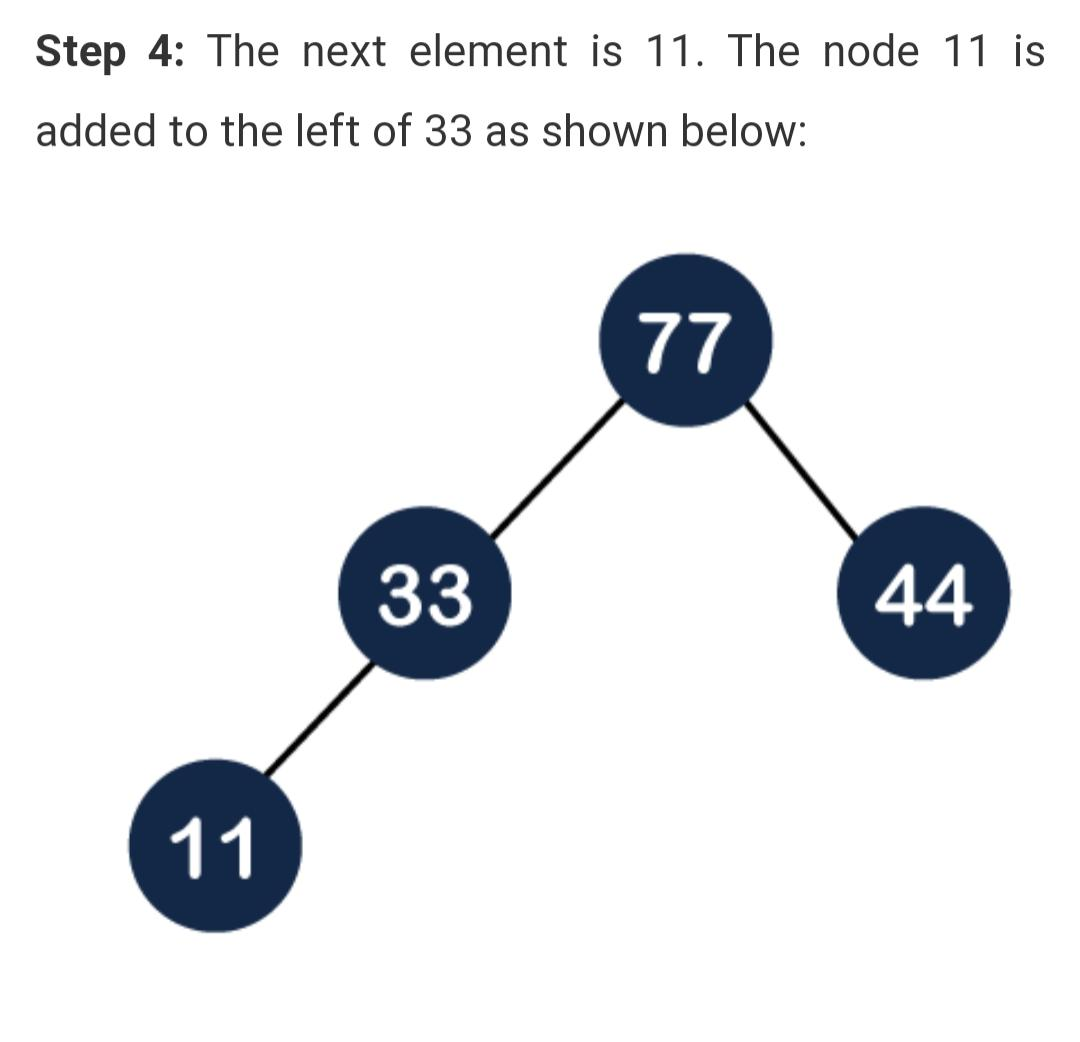 Step 4: The next element is 11. The node 11 is
added to the left of 33 as shown below:
77
33
44
11